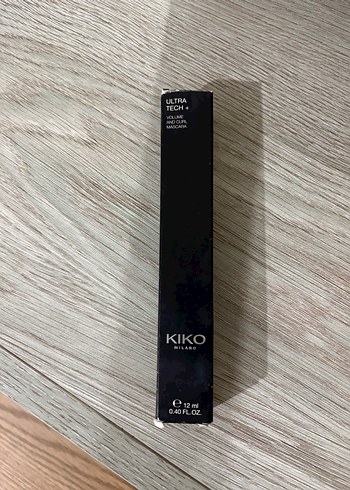 ULTRA
TECH +
VOLUME
AND CURL
MASCARA
KIKO
MILANO
℮ 12 ml
0.40 FL.OZ.